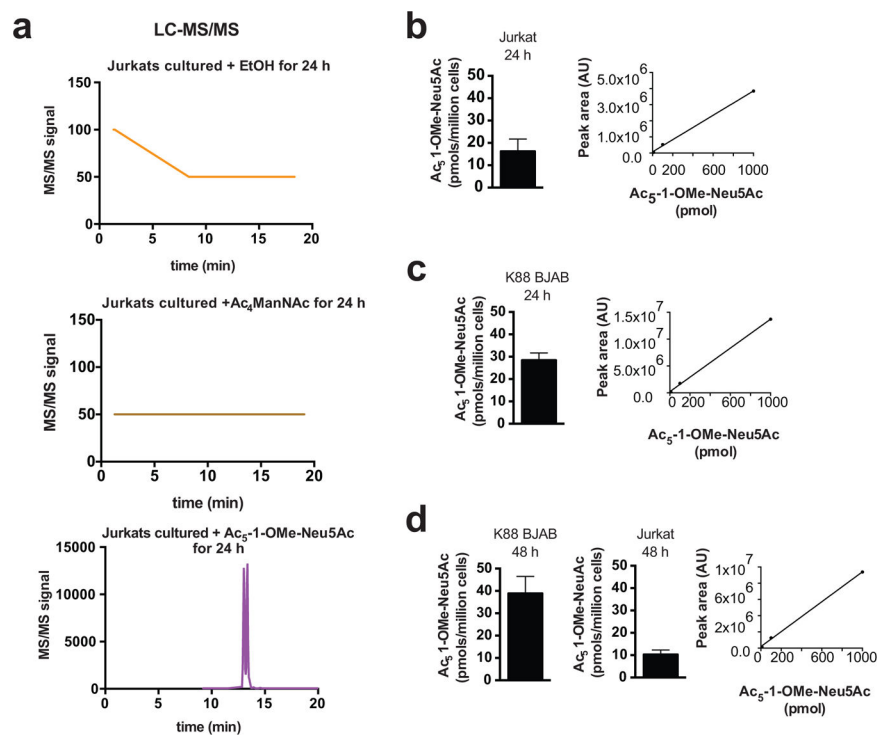 a
LC-MS/MS
Jurkats cultured + EtOH for 24 h
MS/MS signal
150
100
50
0
0 5 10 15 20
time (min)
Jurkats cultured +Ac4ManNAc for 24 h
MS/MS signal
150
100
50
0
0 5 10 15 20
time (min)
Jurkats cultured + Ac5-1-OMe-Neu5Ac
for 24 h
MS/MS signal
15000
10000
5000
0
0 5 10 15 20
time (min)
b
Jurkat
24 h
Ac5 1-OMe-Neu5Ac
(pmols/million cells)
50
40
30
20
10
0
Peak area (AU)
5.0x10^6
3.0x10^6
1.0x10^6
0.0
0 200 600 1000
Ac5-1-OMe-Neu5Ac
(pmol)
c
K88 BJAB
24 h
Ac5 1-OMe-Neu5Ac
(pmols/million cells)
50
40
30
20
10
0
Peak area (AU)
1.5x10^7
1.0x10^7
5.0x10^6
0.0
0 200 600 1000
Ac5-1-OMe-Neu5Ac
(pmol)
d
K88 BJAB
48 h
Ac5 1-OMe-Neu5Ac
(pmols/million cells)
50
40
30
20
10
0
Jurkat
48 h
Ac5 1-OMe-NeuAc
(pmols/million cells)
50
40
30
20
10
0
Peak area (AU)
1x10^7
6x10^6
2x10^6
0.0
0 200 600 1000
Ac5-1-OMe-Neu5Ac
(pmol)